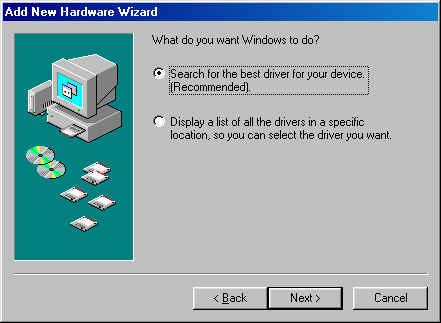 Add New Hardware Wizard
What do you want Windows to do?
Search for the best driver for your device.
(Recommended).
Display a list of all the drivers in a specific
location, so you can select the driver you want.
< Back
Next >
Cancel